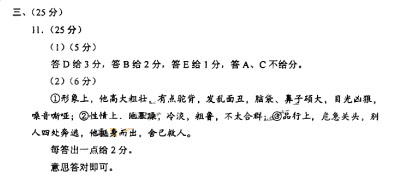 三、(25分)
11.(25分)
(1)(5分)
答D给3分，答B给2分，答E给1分，答A、C不给分。
(2)(6分)
①形象上，他高大粗壮，有点驼背，发乱面丑，脑袋、鼻子硕大，目光凶狠，
嗓音嘶哑；②性情上，他 冷淡，粗鲁，不太合群；③品行上，危急关头，别
人四处奔逃，他挺身而出，舍已救人。
每答出一点给2分。
意思答对即可。